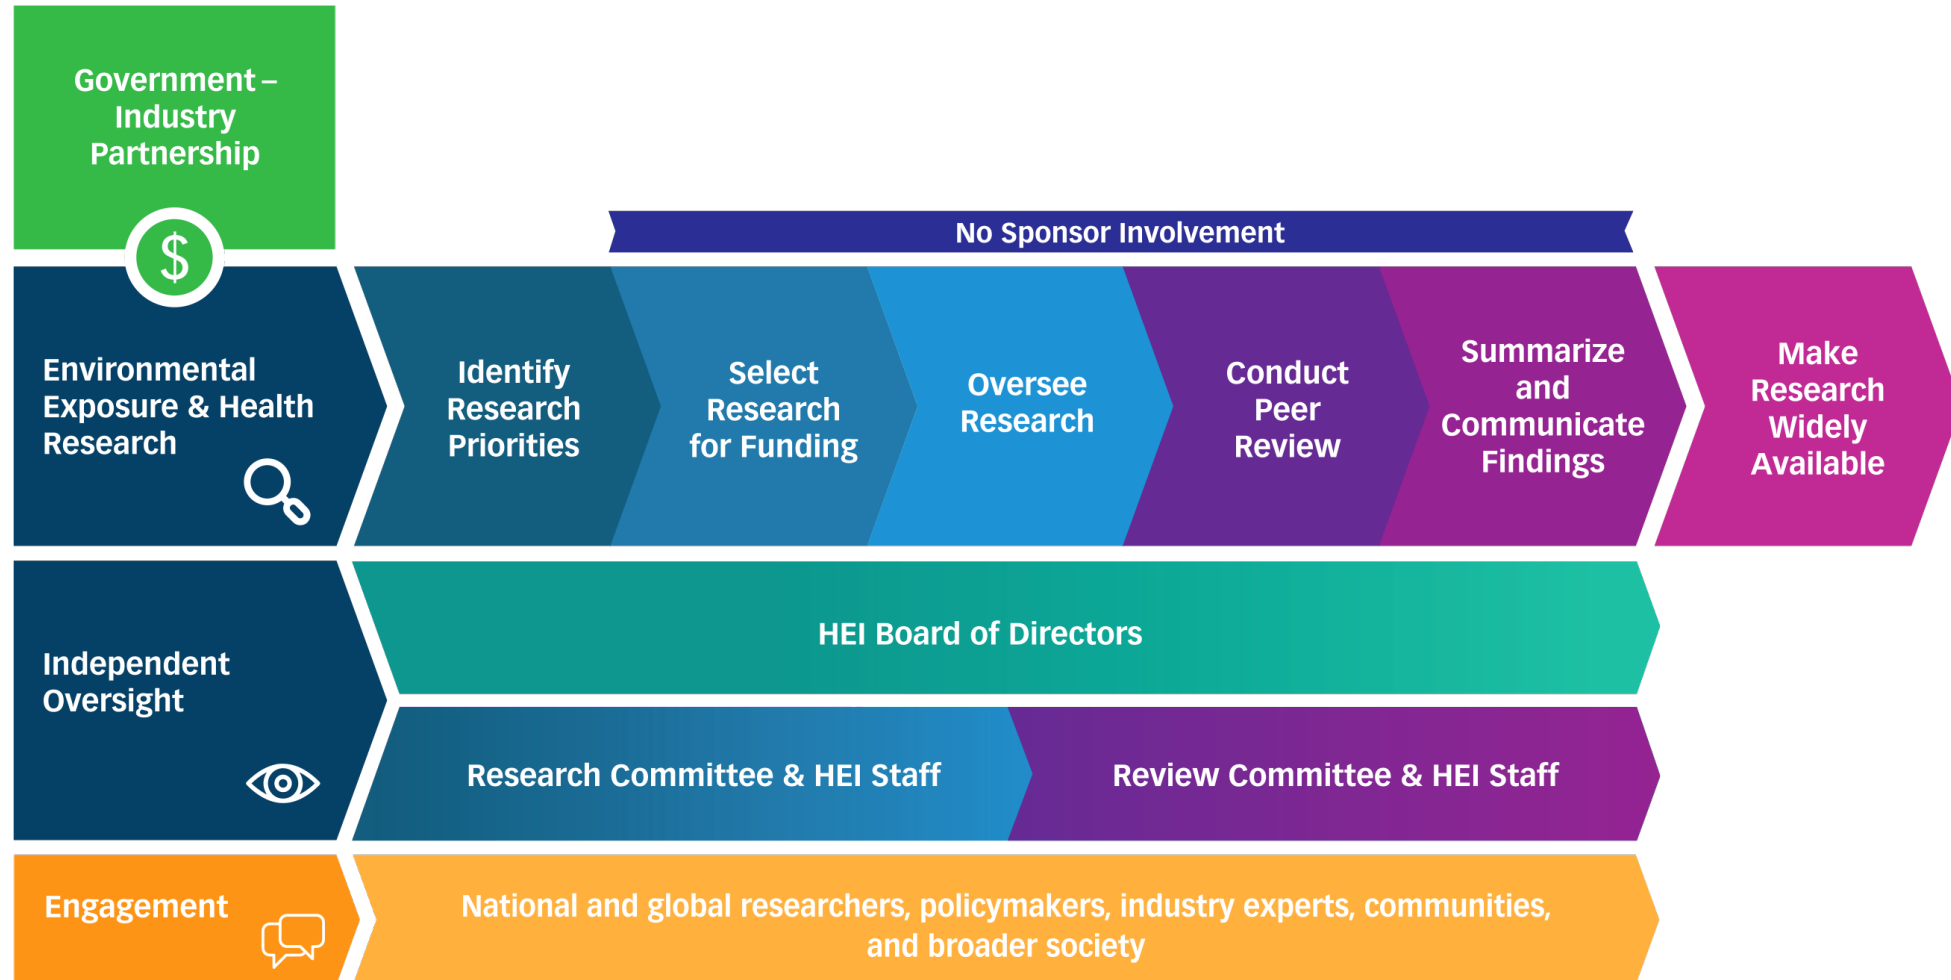 Government –
Industry
Partnership
$
No Sponsor Involvement
Environmental
Exposure & Health
Research
Identify
Research
Priorities
Select
Research
for Funding
Oversee
Research
Conduct
Peer
Review
Summarize
and
Communicate
Findings
Make
Research
Widely
Available
Independent
Oversight
HEI Board of Directors
Research Committee & HEI Staff
Review Committee & HEI Staff
Engagement
National and global researchers, policymakers, industry experts, communities,
and broader society